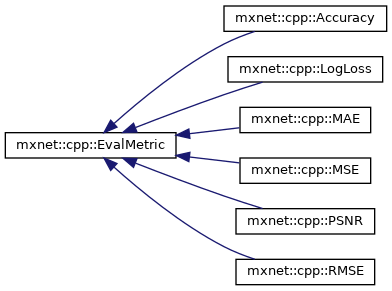 mxnet::cpp::Accuracy
mxnet::cpp::LogLoss
mxnet::cpp::MAE
mxnet::cpp::EvalMetric
mxnet::cpp::MSE
mxnet::cpp::PSNR
mxnet::cpp::RMSE